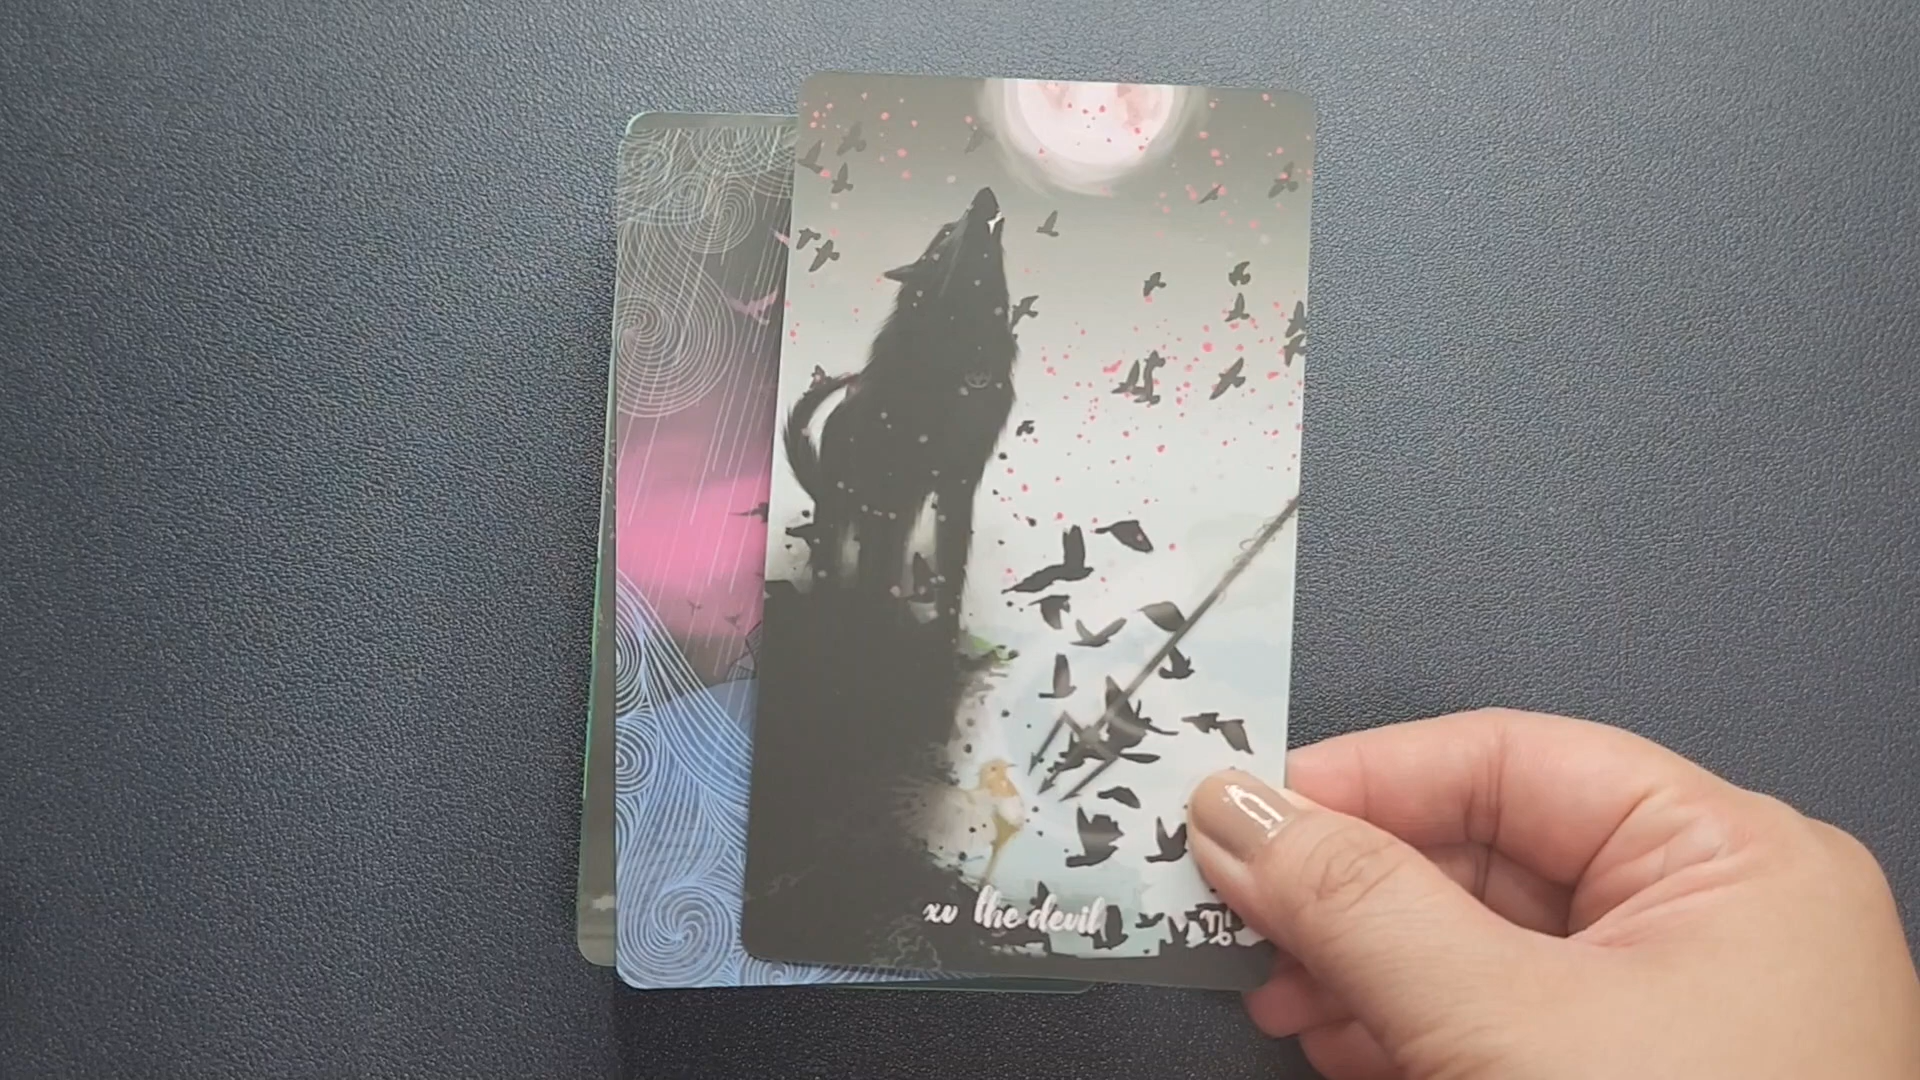 xv the devil ♑